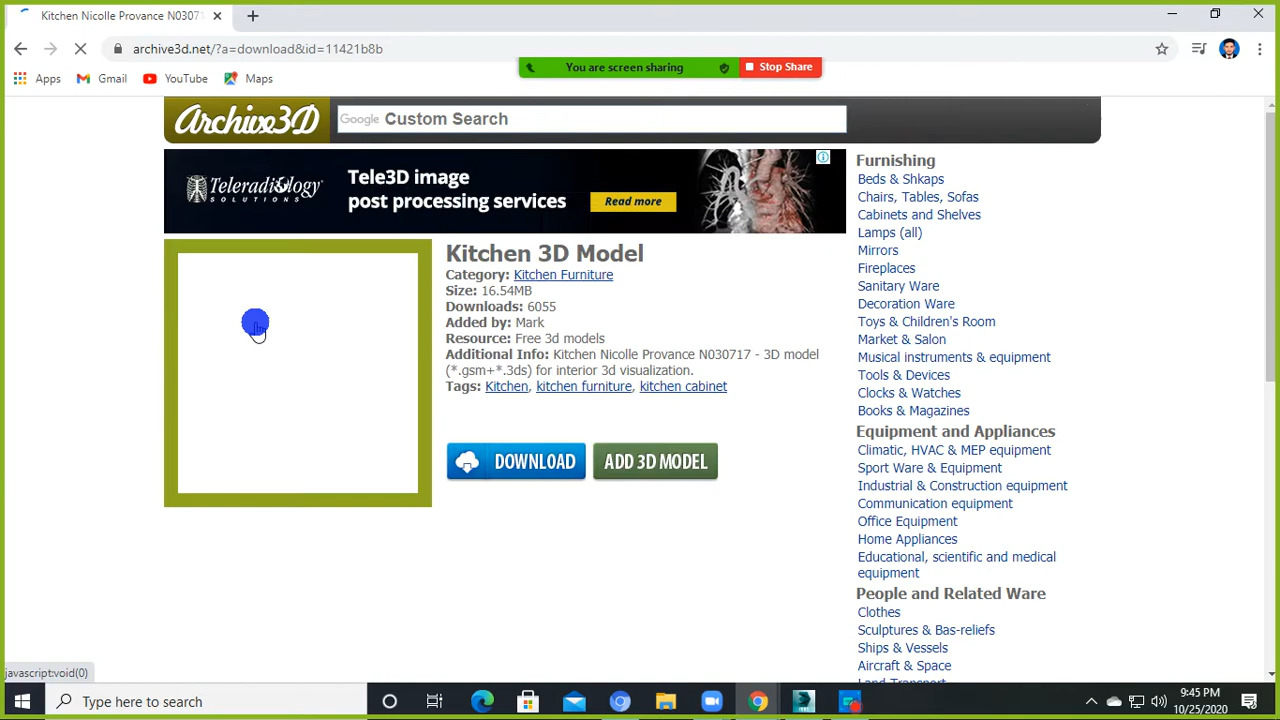 Kitchen Nicolle Provance N0307
archive3d.net/?a=download&id=11421b8b
Apps
Gmail
YouTube
Maps
You are screen sharing
Stop Share
Archive3D
Google Custom Search
Teleradiology
SOLUTIONS
Tele3D image
post processing services
Read more
Kitchen 3D Model
Category: Kitchen Furniture
Size: 16.54MB
Downloads: 6055
Added by: Mark
Resource: Free 3d models
Additional Info: Kitchen Nicolle Provance N030717 - 3D model
(*.gsm+*.3ds) for interior 3d visualization.
Tags: Kitchen, kitchen furniture, kitchen cabinet
DOWNLOAD
ADD 3D MODEL
Furnishing
Beds & Shkaps
Chairs, Tables, Sofas
Cabinets and Shelves
Lamps (all)
Mirrors
Fireplaces
Sanitary Ware
Decoration Ware
Toys & Children's Room
Market & Salon
Musical instruments & equipment
Tools & Devices
Clocks & Watches
Books & Magazines
Equipment and Appliances
Climatic, HVAC & MEP equipment
Sport Ware & Equipment
Industrial & Construction equipment
Communication equipment
Office Equipment
Home Appliances
Educational, scientific and medical
equipment
People and Related Ware
Clothes
Sculptures & Bas-reliefs
Ships & Vessels
Aircraft & Space
Land Transport
javascript:void(0)
Type here to search
9:45 PM
10/25/2020